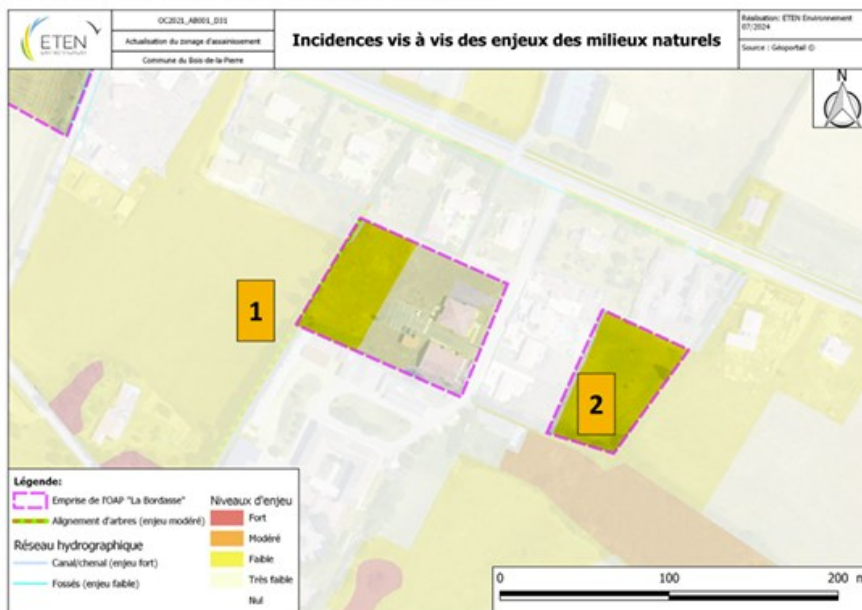 ETEN
OC2021_AB001_D31
Actualisation du zonage d'assainissement
Commune du Bois-de-la-Pierre
Incidences vis à vis des enjeux des milieux naturels
Réalisation: ETEN Environnement
07/2024
Source : Géoportail ©
N
1
2
Légende:
Emprise de l'OAP "La Bordasse"
Alignement d'arbres (enjeu modéré)
Réseau hydrographique
Canal/chenal (enjeu fort)
Fossés (enjeu faible)
Niveaux d'enjeu
Fort
Modéré
Faible
Très faible
Nul
0 100 200 m